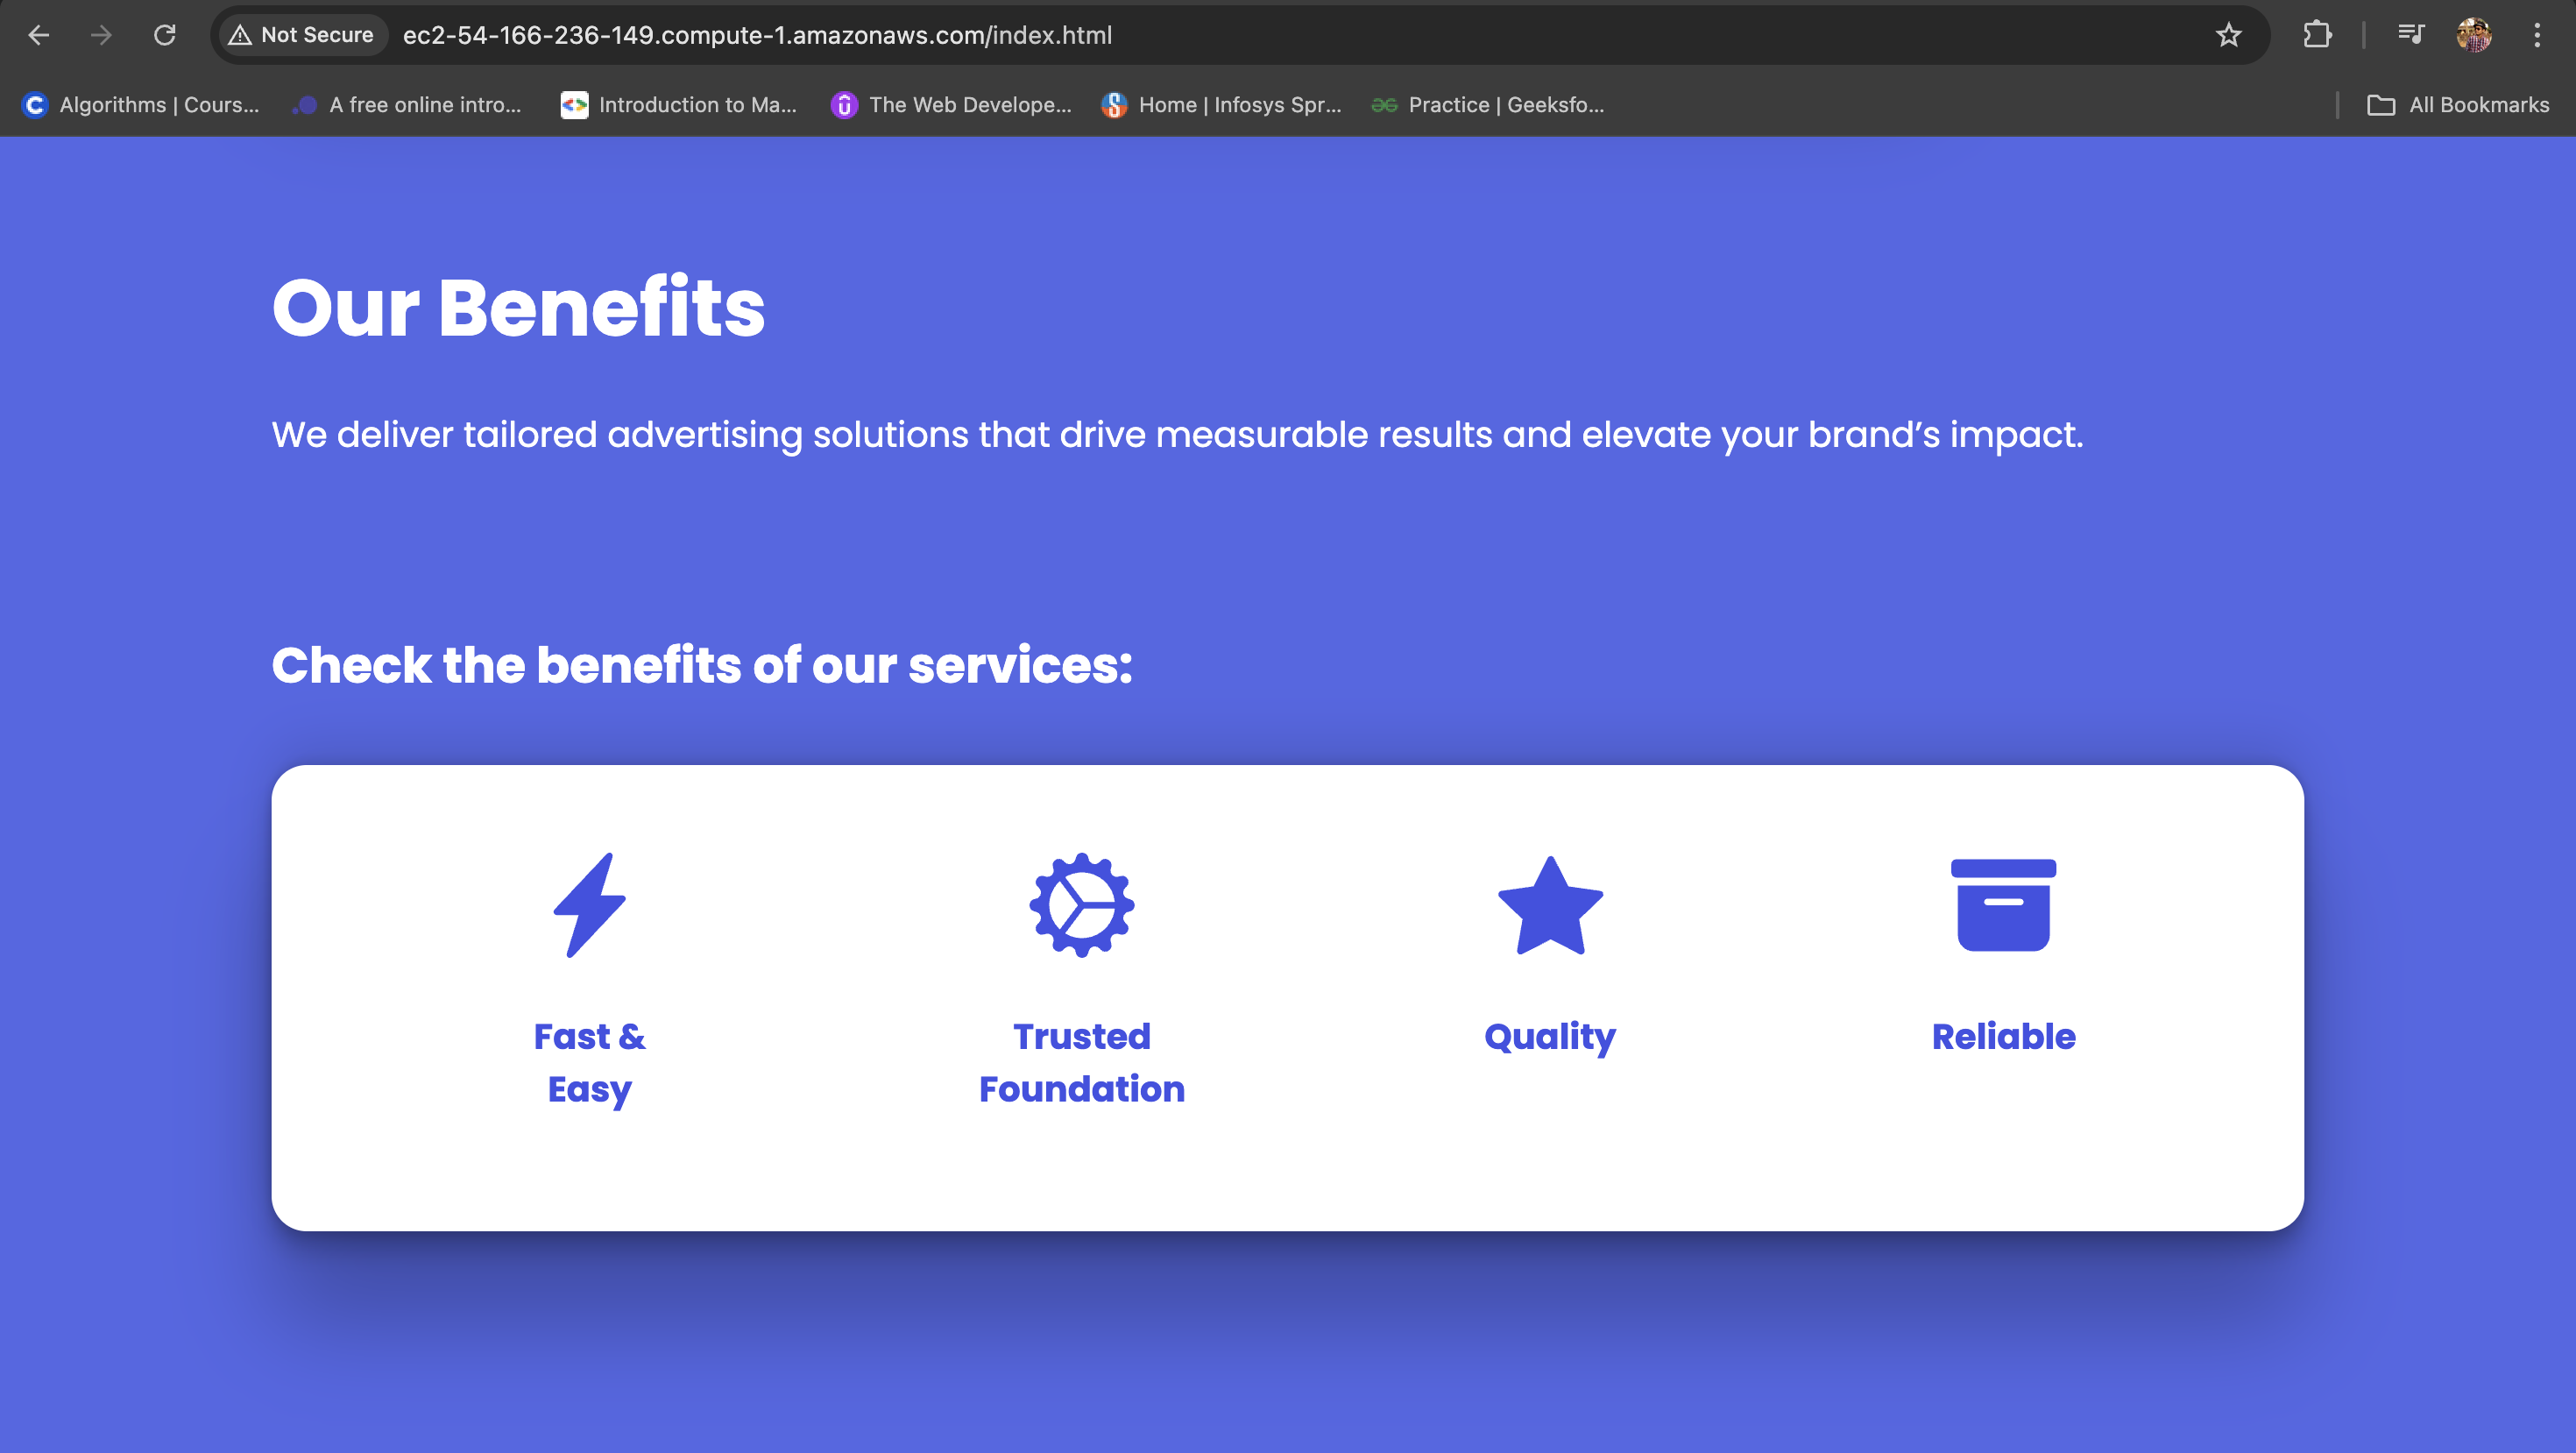 Not Secure ec2-54-166-236-149.compute-1.amazonaws.com/index.html
Algorithms | Cours... A free online intro... Introduction to Ma... The Web Develope... Home | Infosys Spr... Practice | Geeksfo... All Bookmarks
Our Benefits
We deliver tailored advertising solutions that drive measurable results and elevate your brand’s impact.
Check the benefits of our services:
Fast &
Easy
Trusted
Foundation
Quality
Reliable